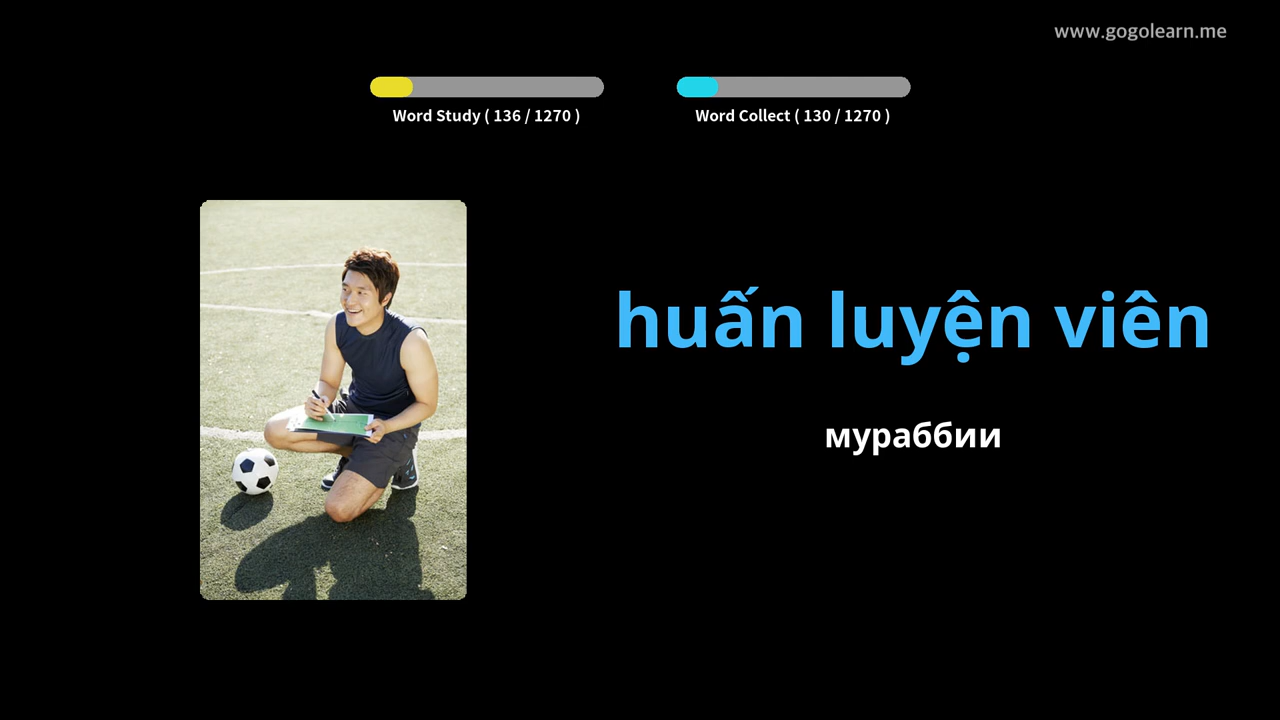 www.gogolearn.me
Word Study ( 136 / 1270 )
Word Collect ( 130 / 1270 )
huấn luyện viên
мураббии